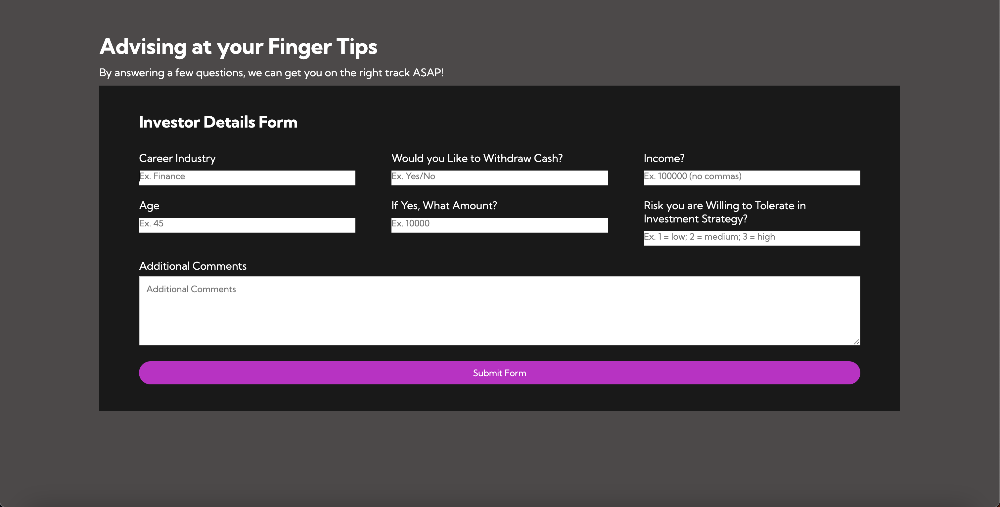 Advising at your Finger Tips
By answering a few questions, we can get you on the right track ASAP!
Investor Details Form
Career Industry
Ex. Finance
Would you Like to Withdraw Cash?
Ex. Yes/No
Income?
Ex. 100000 (no commas)
Age
Ex. 45
If Yes, What Amount?
Ex. 10000
Risk you are Willing to Tolerate in
Investment Strategy?
Ex. 1 = low; 2 = medium; 3 = high
Additional Comments
Additional Comments
Submit Form